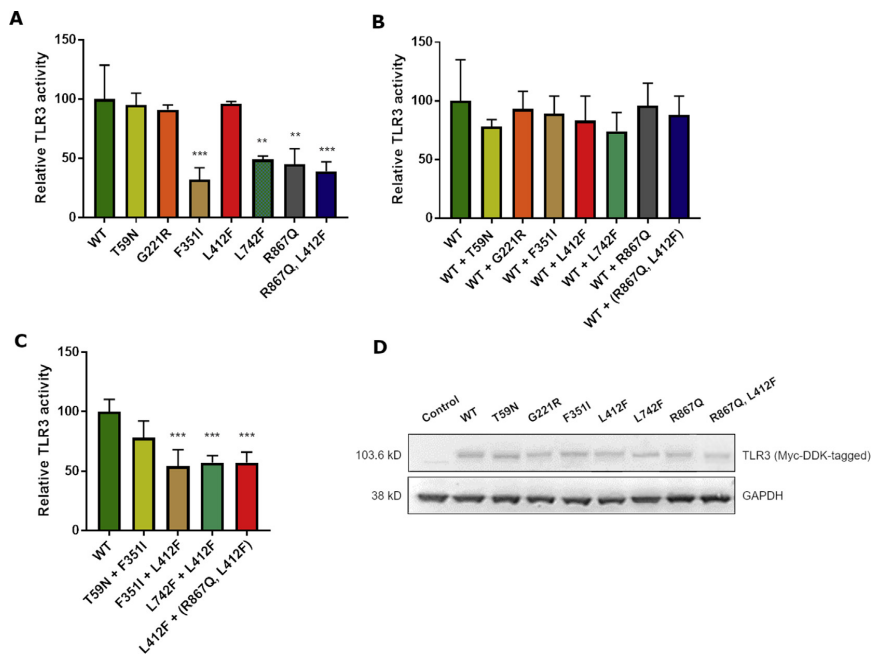 A
Relative TLR3 activity
150
100
50
0
***
**
**
***
WT
T59N
G221R
F351I
L412F
L742F
R867Q
R867Q, L412F
B
Relative TLR3 activity
150
100
50
0
WT
WT + T59N
WT + G221R
WT + F351I
WT + L412F
WT + L742F
WT + R867Q
WT + (R867Q, L412F)
C
Relative TLR3 activity
150
100
50
0
***
***
***
WT
T59N + F351I
F351I + L412F
L742F + L412F
L412F + (R867Q, L412F)
D
Control
WT
T59N
G221R
F351I
L412F
L742F
R867Q
R867Q, L412F
103.6 kD
TLR3 (Myc-DDK-tagged)
38 kD
GAPDH